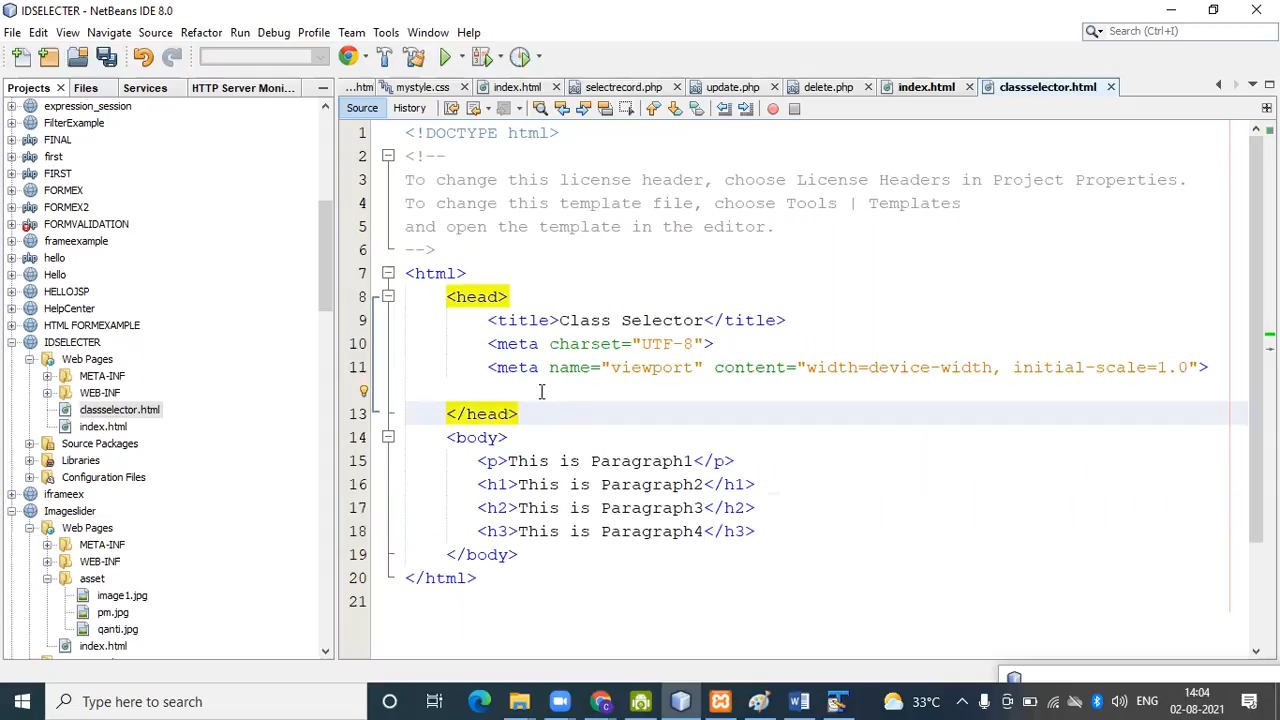 IDSELECTER - NetBeans IDE 8.0
File Edit View Navigate Source Refactor Run Debug Profile Team Tools Window Help
Search (Ctrl+I)
Projects Files Services HTTP Server Moni...
...htm mystyle.css index.html selectrecord.php update.php delete.php index.html classselector.html
Source History
expression_session
FilterExample
FINAL
first
FIRST
FORMEX
FORMEX2
FORMVALIDATION
frameexample
hello
Hello
HELLOJSP
HelpCenter
HTML FORMEXAMPLE
IDSELECTER
Web Pages
META-INF
WEB-INF
classselector.html
index.html
Source Packages
Libraries
Configuration Files
iframeex
Imageslider
Web Pages
META-INF
WEB-INF
asset
image1.jpg
pm.jpg
qanti.jpg
index.html
1 <!DOCTYPE html>
2 <!--
3 To change this license header, choose License Headers in Project Properties.
4 To change this template file, choose Tools | Templates
5 and open the template in the editor.
6 -->
7 <html>
8 <head>
9 <title>Class Selector</title>
10 <meta charset="UTF-8">
11 <meta name="viewport" content="width=device-width, initial-scale=1.0">
13 </head>
14 <body>
15 <p>This is Paragraph1</p>
16 <h1>This is Paragraph2</h1>
17 <h2>This is Paragraph3</h2>
18 <h3>This is Paragraph4</h3>
19 </body>
20 </html>
21
Type here to search
33°C
ENG
14:04
02-08-2021